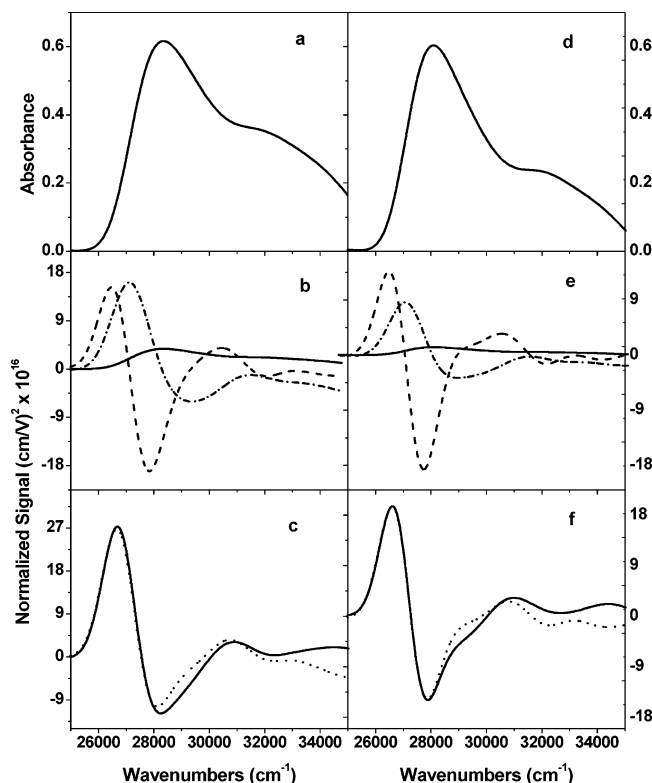 a
d
0.6
0.6
0.4
0.4
0.2
0.2
0.0
0.0
Absorbance
b
e
18
9
9
0
0
-9
-9
-18
-18
Normalized Signal (cm/V)² x 10¹⁶
c
f
27
18
18
9
9
0
0
-9
-9
-18
26000 28000 30000 32000 34000
26000 28000 30000 32000 34000
Wavenumbers (cm⁻¹)
Wavenumbers (cm⁻¹)